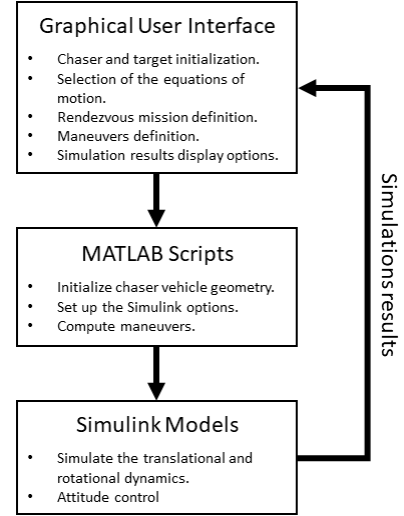 Graphical User Interface
• Chaser and target initialization.
• Selection of the equations of
motion.
• Rendezvous mission definition.
• Maneuvers definition.
• Simulation results display options.
MATLAB Scripts
• Initialize chaser vehicle geometry.
• Set up the Simulink options.
• Compute maneuvers.
Simulink Models
• Simulate the translational and
rotational dynamics.
• Attitude control
Simulations results